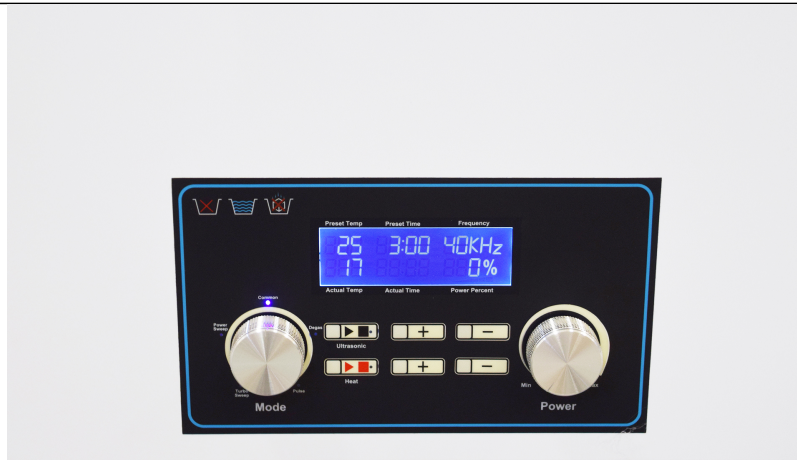 Preset Temp Preset Time Frequency
25 3:00 40KHz
17 0%
Actual Temp Actual Time Power Percent
Common
Power Sweep
Degas
Turbo Sweep
Pulse
Mode
Ultrasonic
+ −
Heat
+ −
Min
Power